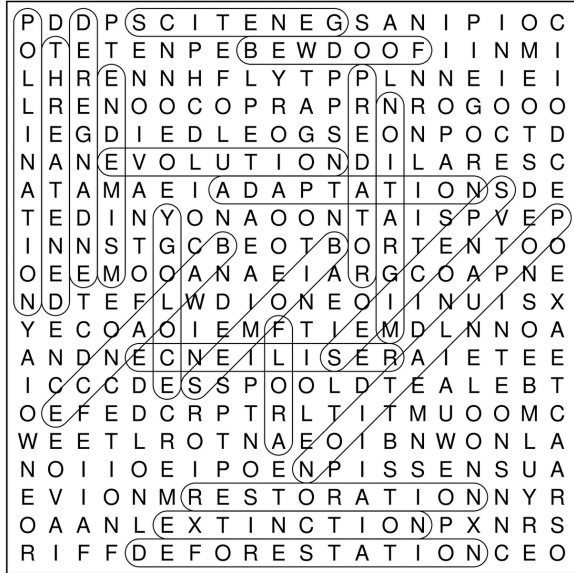 P D D P S C I T E N E G S A N I P I O C
O T E T E N P E B E W D O O F I I N M I
L H R E N N H F L Y T P P L N N E I E I
L R E N O O C O P R A P R N R O G O O O
I E G D I E D L E O G S E O N P O C T D
N A N E V O L U T I O N D I L A R E S C
A T A M A E I A D A P T A T I O N S D E
T E D I N Y O N A O O N T A I S P V E P
I N N S T G C B E O T B O R T E N T O O
O E E M O O A N A E I A R G C O A P N E
N D T E F L W D I O N E O I I N U I S X
Y E C O A O I E M F T I E M D L N N O A
A N D N E C N E I L I S E R A I E T E E
I C C C D E S S P O O L D T E A L E B T
O E F E D C R P T R L T I T M U O O M C
W E E T L R O T N A E O I B N W O N L A
N O I I O E I P O E N P I S S E N S U A
E V I O N M R E S T O R A T I O N N Y R
O A A N L E X T I N C T I O N P X N R S
R I F F D E F O R E S T A T I O N C E O